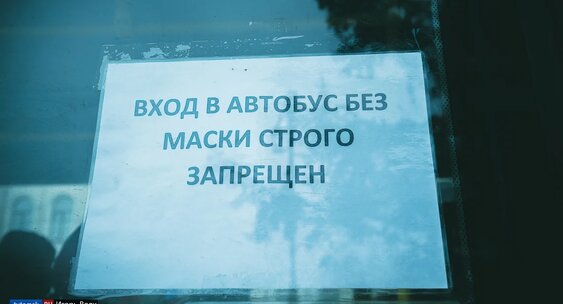 ВХОД В АВТОБУС БЕЗ
МАСКИ СТРОГО
ЗАПРЕЩЕН